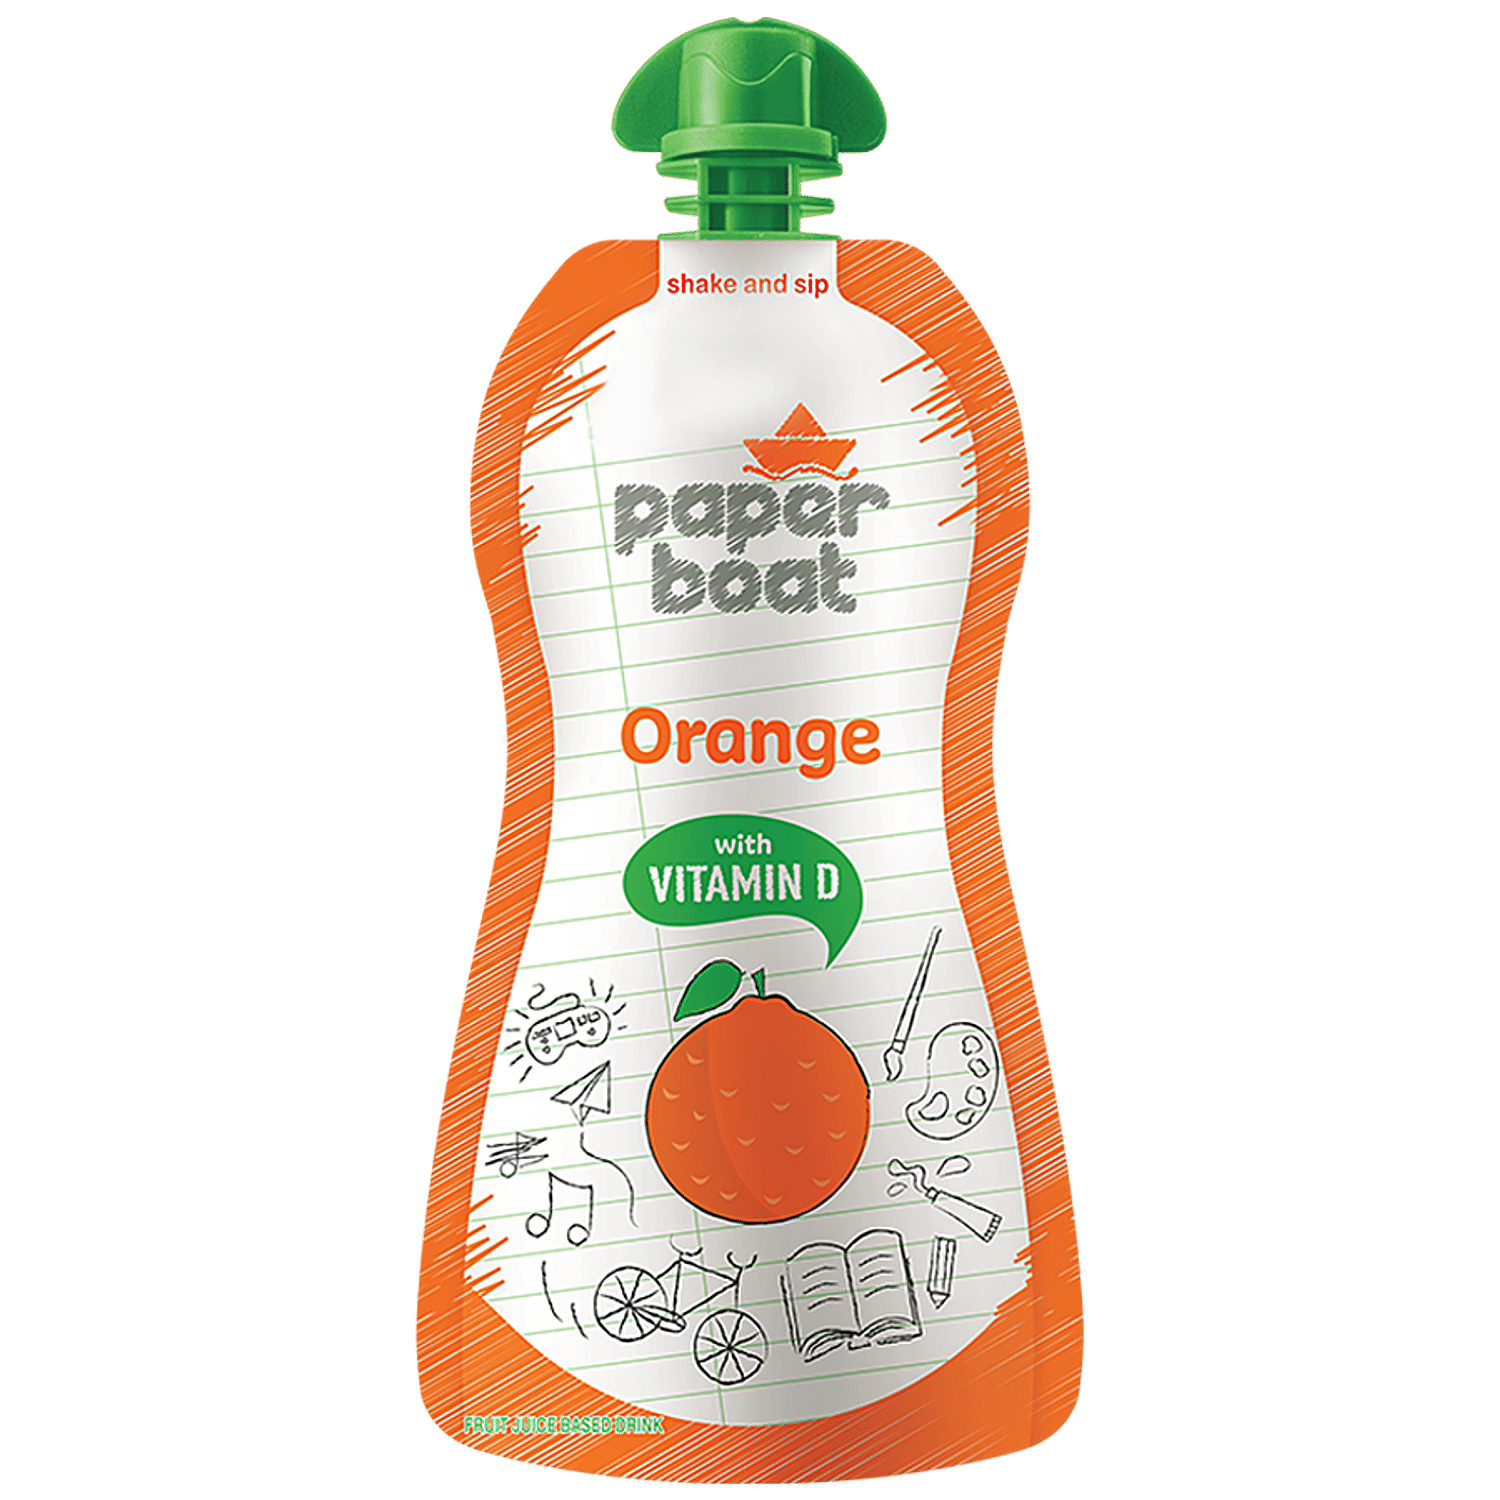 shake and sip
paper
boat
Orange
with
VITAMIN D
FRUIT JUICE BASED DRINK